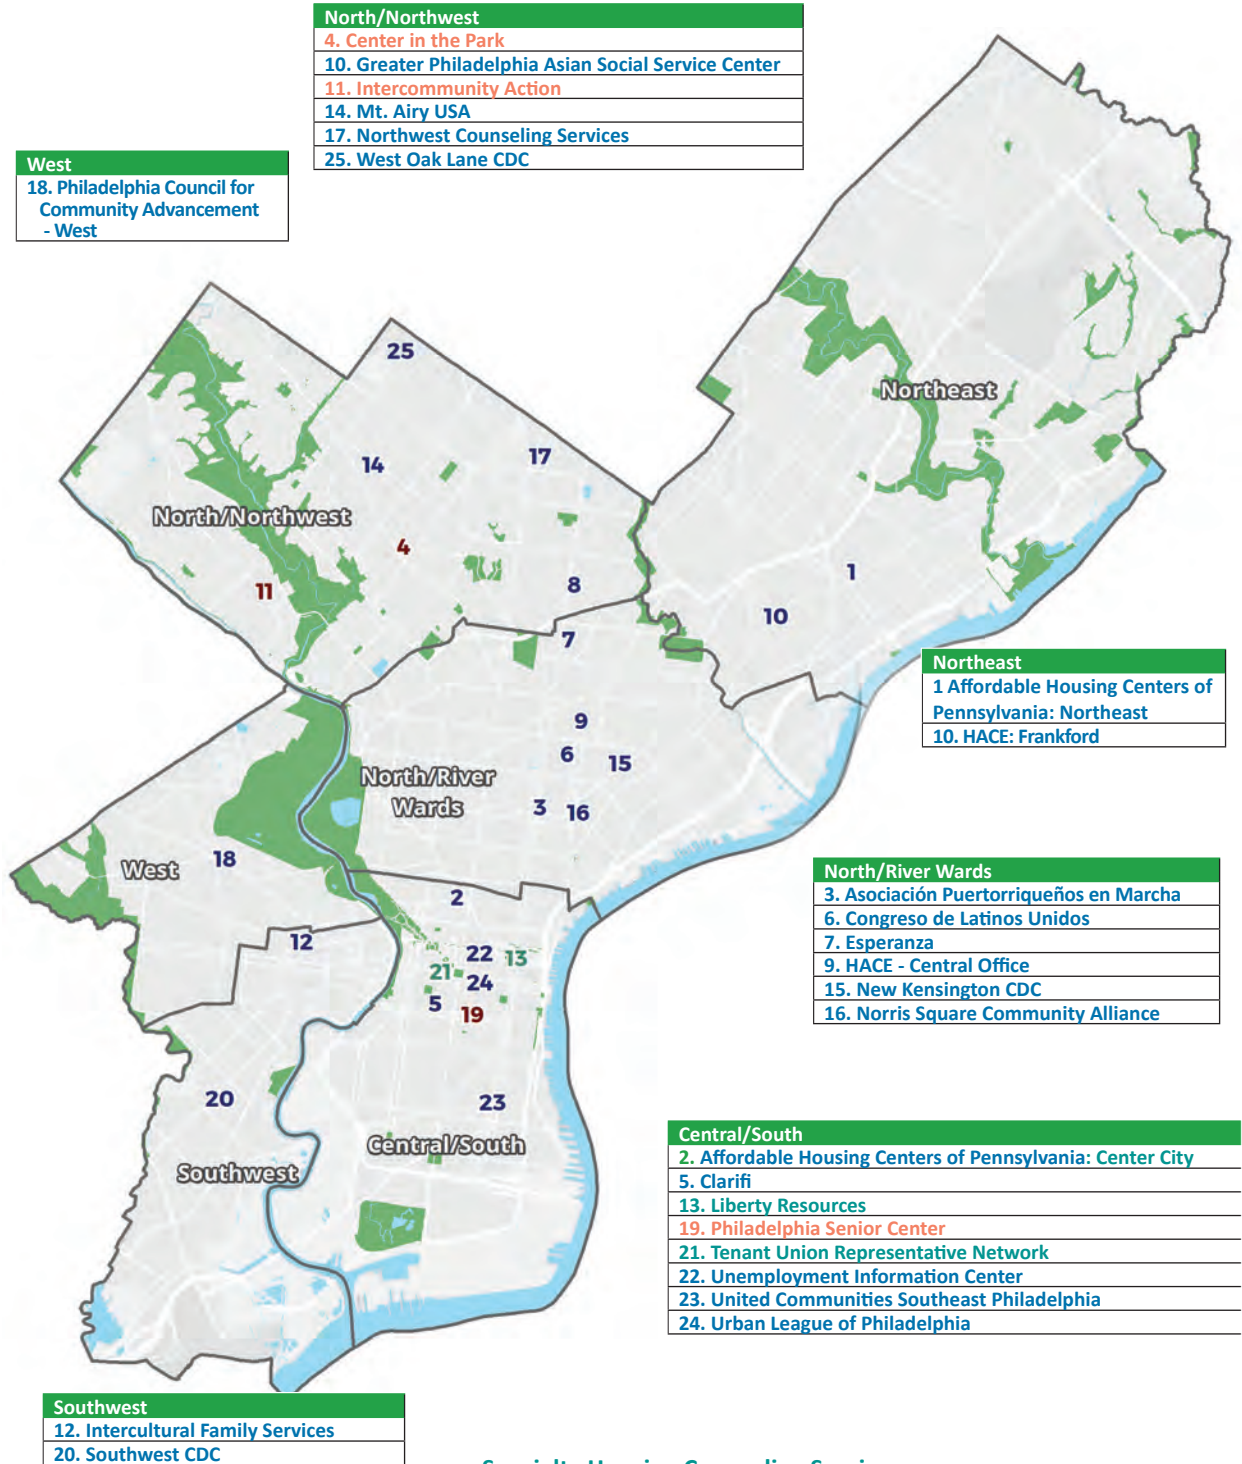 North/Northwest
4. Center in the Park
10. Greater Philadelphia Asian Social Service Center
11. Intercommunity Action
14. Mt. Airy USA
17. Northwest Counseling Services
25. West Oak Lane CDC
West
18. Philadelphia Council for
Community Advancement
- West
25
Northeast
17
14
North/Northwest
4
1
8
11
10
7
Northeast
1 Affordable Housing Centers of
Pennsylvania: Northeast
10. HACE: Frankford
9
6
15
North/River
Wards
3
16
18
West
North/River Wards
3. Asociación Puertorriqueños en Marcha
6. Congreso de Latinos Unidos
7. Esperanza
9. HACE - Central Office
15. New Kensington CDC
16. Norris Square Community Alliance
2
12
22
13
21
24
5
19
20
23
Central/South
Southwest
Central/South
2. Affordable Housing Centers of Pennsylvania: Center City
5. Clarifi
13. Liberty Resources
19. Philadelphia Senior Center
21. Tenant Union Representative Network
22. Unemployment Information Center
23. United Communities Southeast Philadelphia
24. Urban League of Philadelphia
Southwest
12. Intercultural Family Services
20. Southwest CDC